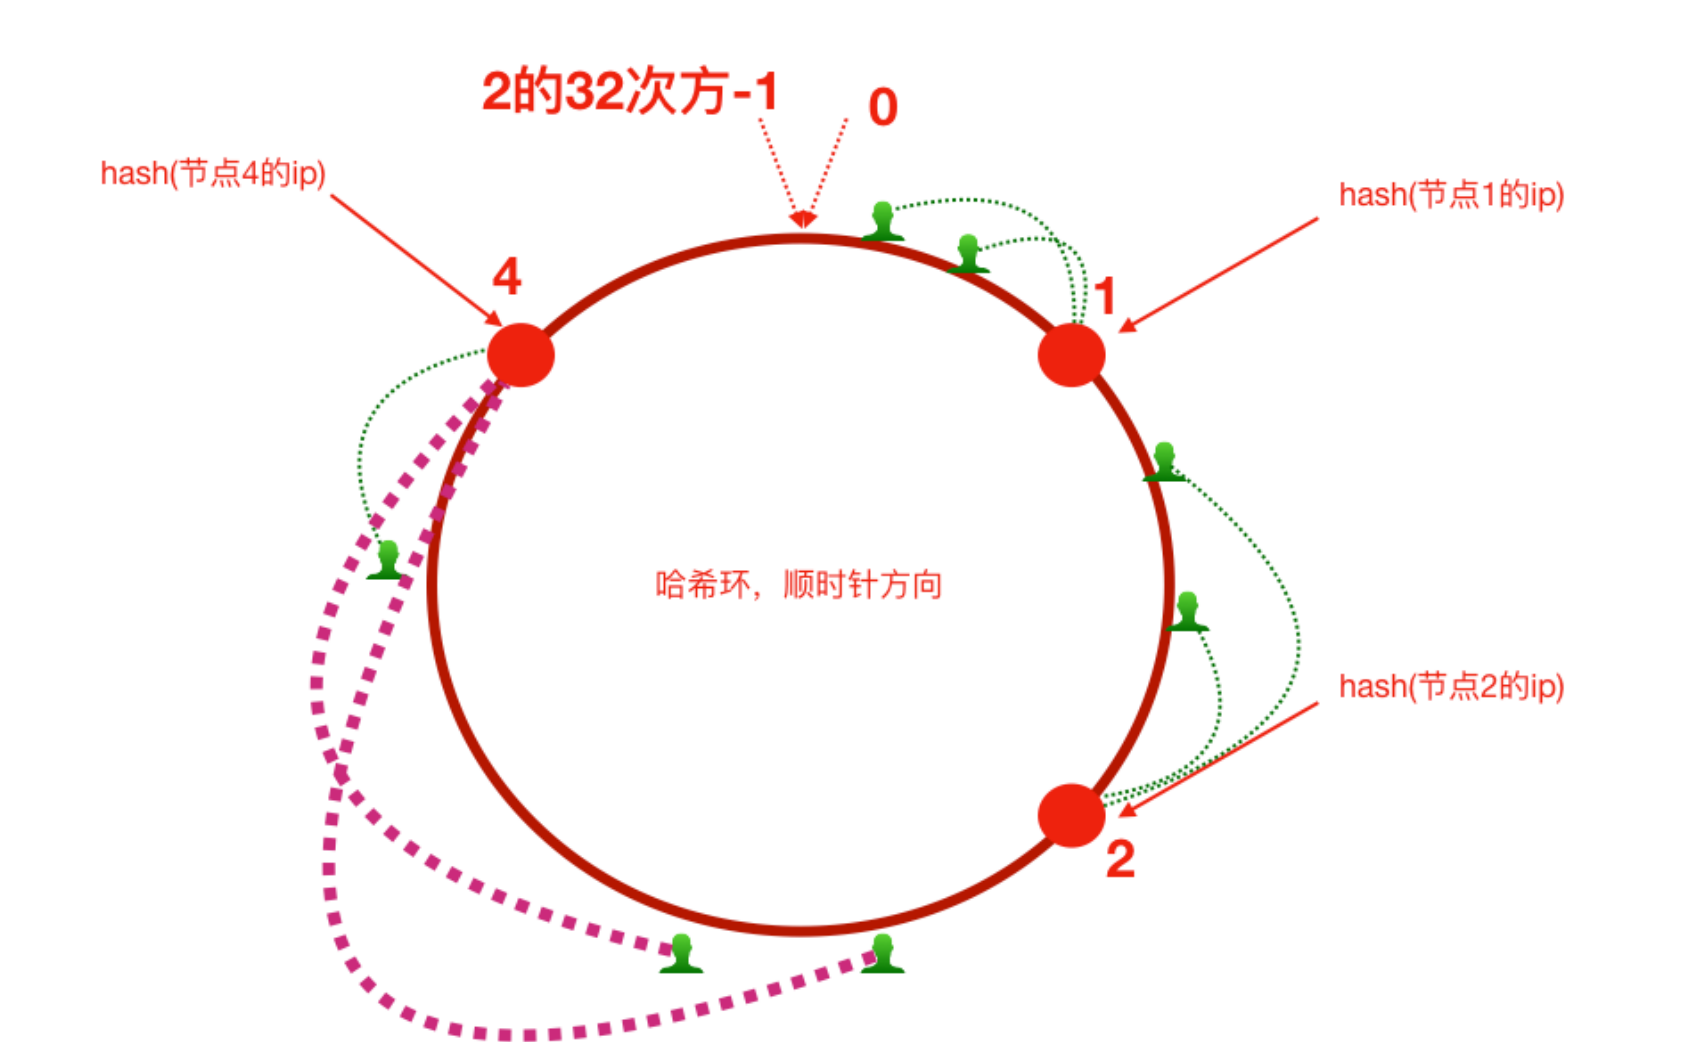 2的32次方-1
0
hash(节点4的ip)
hash(节点1的ip)
4
1
哈希环，顺时针方向
hash(节点2的ip)
2